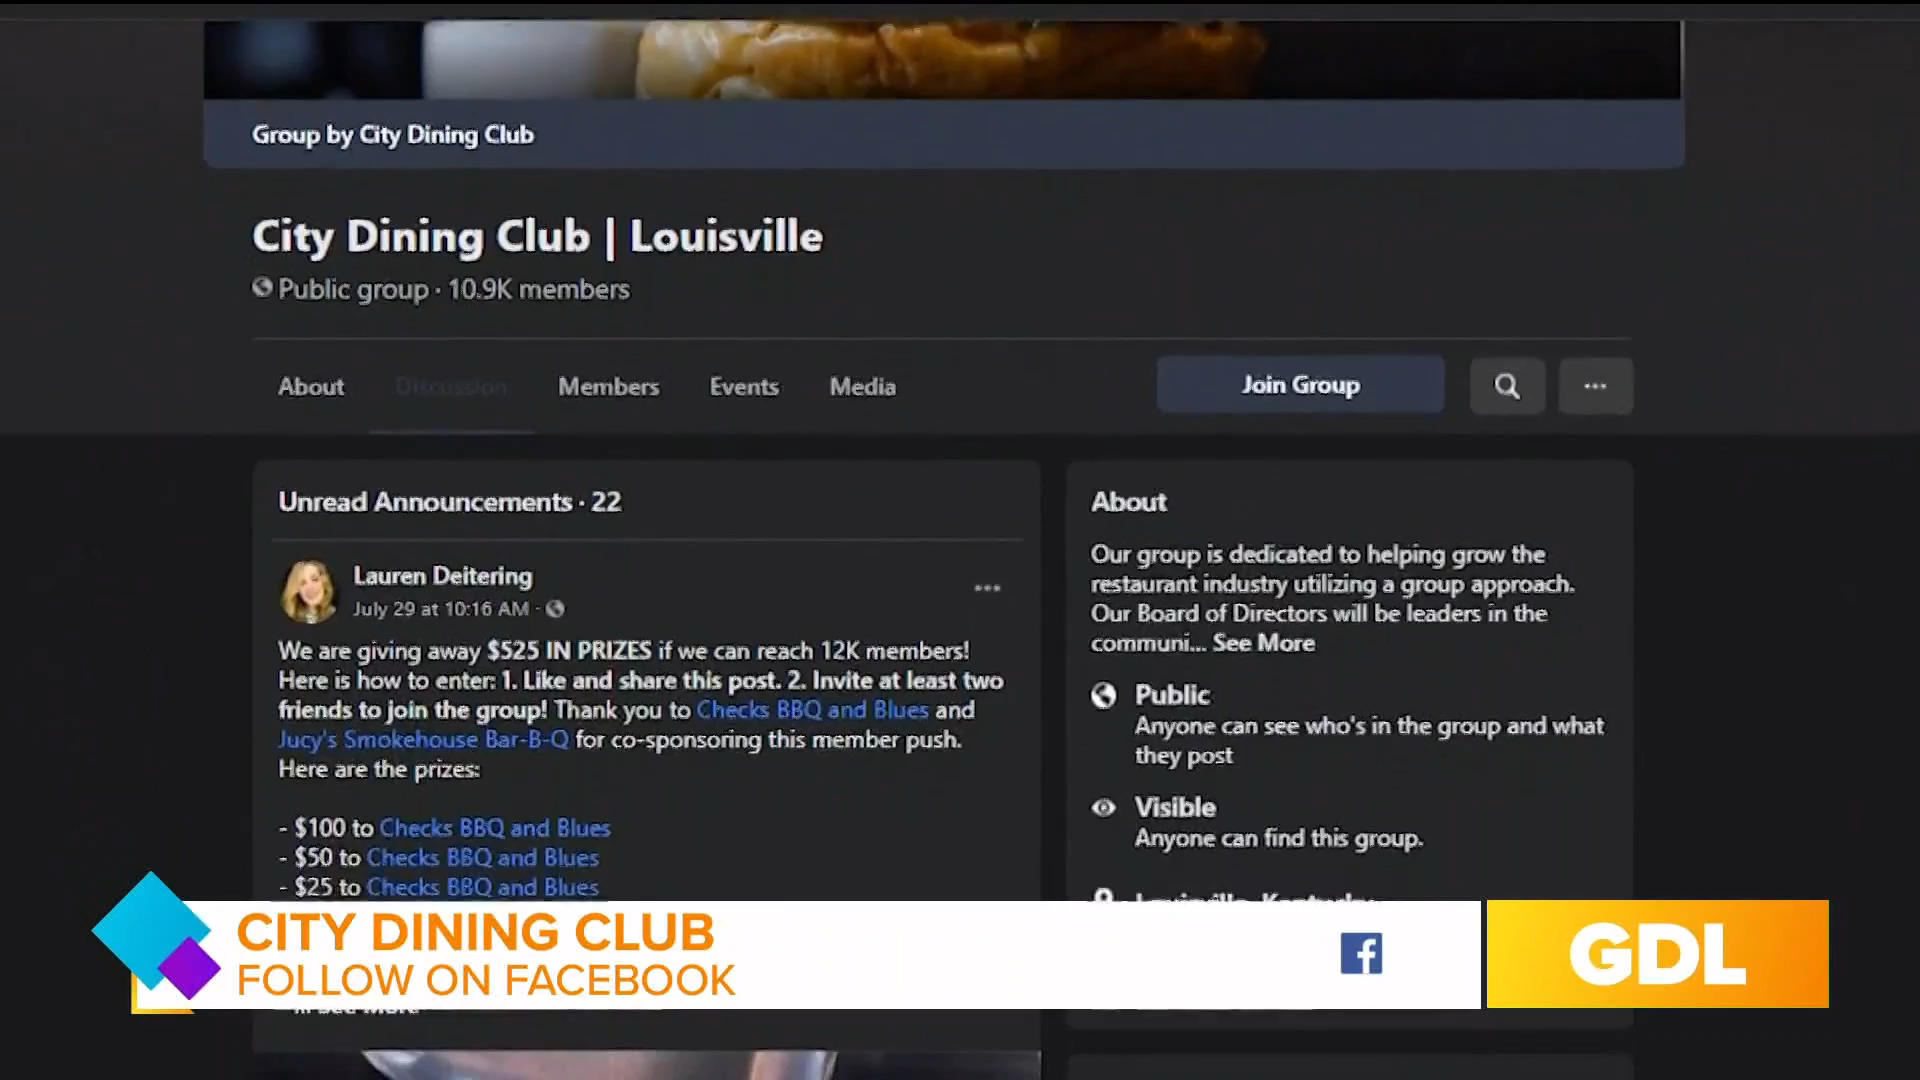 Group by City Dining Club
City Dining Club | Louisville
Public group · 10.9K members
About Discussion Members Events Media Join Group
Unread Announcements · 22
Lauren Deitering
July 29 at 10:16 AM ·
We are giving away $525 IN PRIZES if we can reach 12K members!
Here is how to enter: 1. Like and share this post. 2. Invite at least two
friends to join the group! Thank you to Checks BBQ and Blues and
Jucy's Smokehouse Bar-B-Q for co-sponsoring this member push.
Here are the prizes:
- $100 to Checks BBQ and Blues
- $50 to Checks BBQ and Blues
- $25 to Checks BBQ and Blues
... See More
About
Our group is dedicated to helping grow the
restaurant industry utilizing a group approach.
Our Board of Directors will be leaders in the
communi... See More
Public
Anyone can see who's in the group and what
they post
Visible
Anyone can find this group.
Louisville, Kentucky
CITY DINING CLUB
FOLLOW ON FACEBOOK
GDL